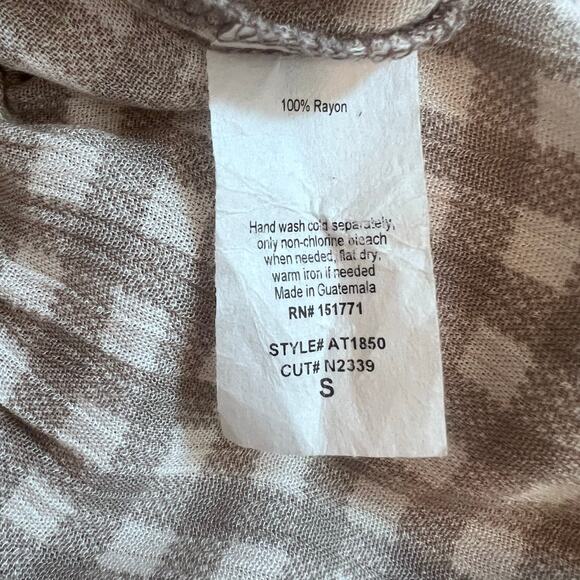 100% Rayon
Hand wash cold separately,
only non-chlorine bleach
when needed, flat dry,
warm iron if needed
Made in Guatemala
RN# 151771
STYLE# AT1850
CUT# N2339
S